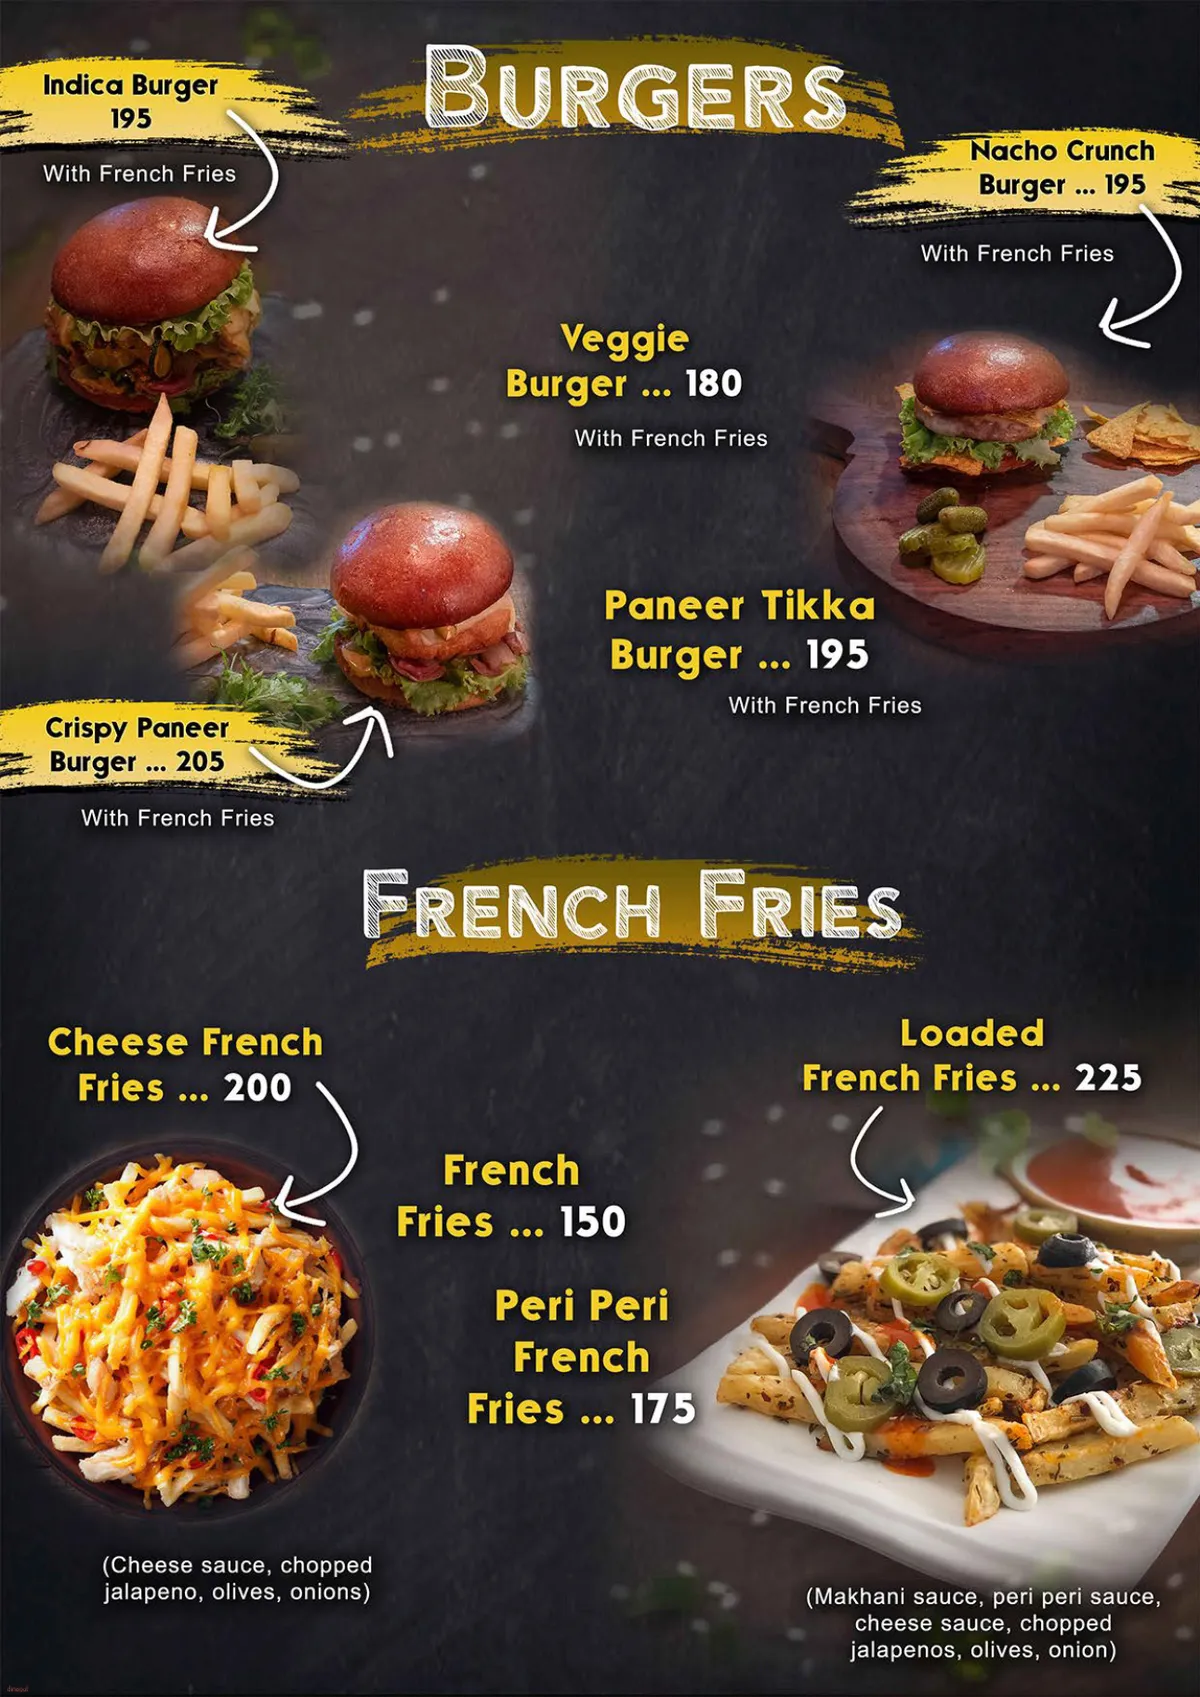 BURGERS
Indica Burger
195
With French Fries
Nacho Crunch
Burger ... 195
With French Fries
Veggie
Burger ... 180
With French Fries
Paneer Tikka
Burger ... 195
With French Fries
Crispy Paneer
Burger ... 205
With French Fries
FRENCH FRIES
Cheese French
Fries ... 200
Loaded
French Fries ... 225
French
Fries ... 150
Peri Peri
French
Fries ... 175
(Cheese sauce, chopped
jalapeno, olives, onions)
(Makhani sauce, peri peri sauce,
cheese sauce, chopped
jalapenos, olives, onion)